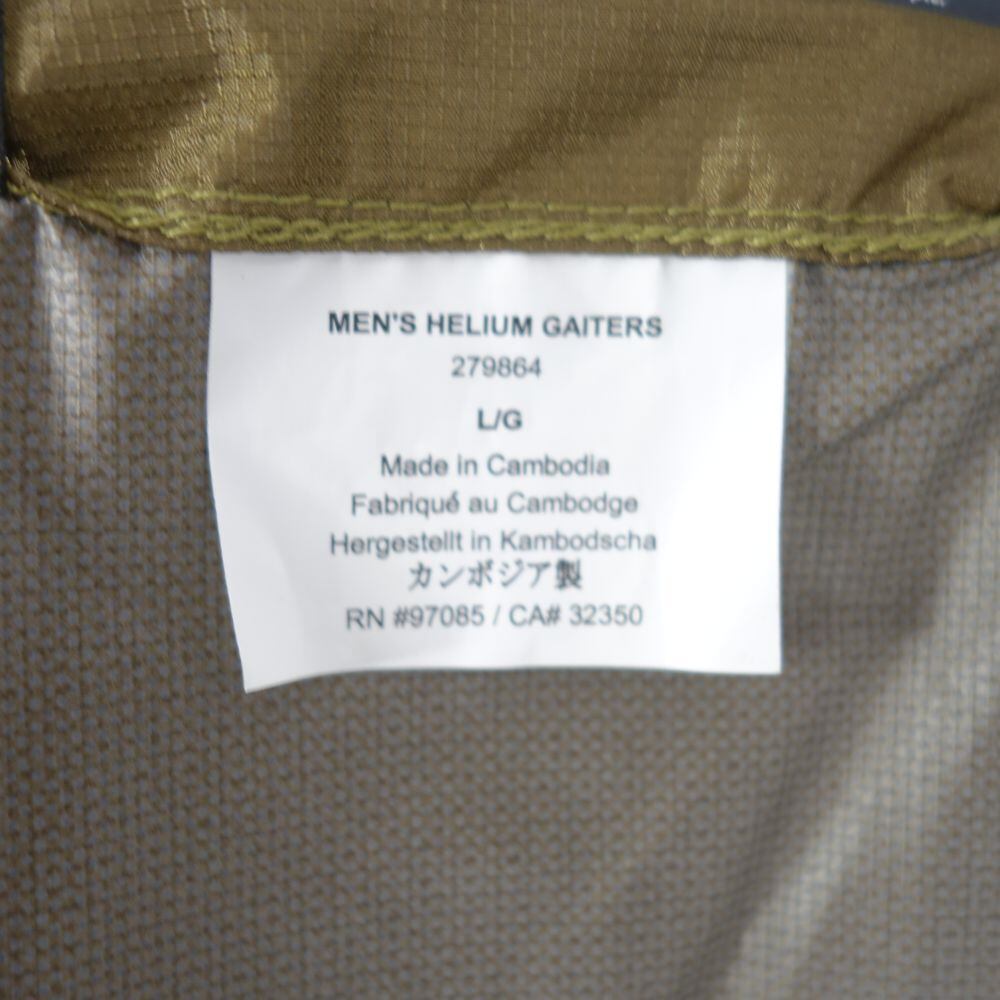 MEN'S HELIUM GAITERS
279864
L/G
Made in Cambodia
Fabriqué au Cambodge
Hergestellt in Kambodscha
カンボジア製
RN #97085 / CA# 32350